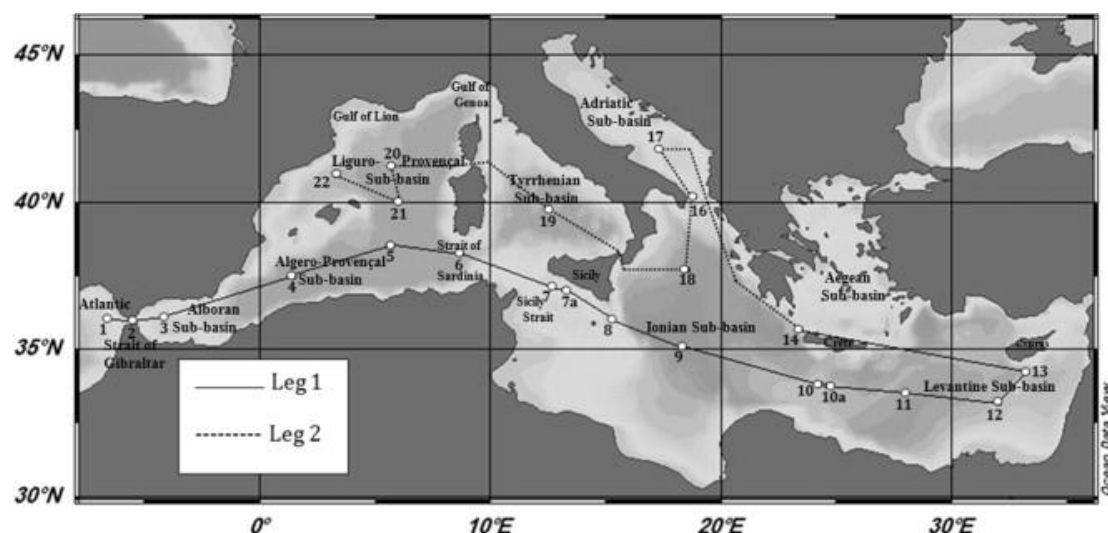 45°N
40°N
35°N
30°N
0°
10°E
20°E
30°E
Gulf of
Genoa
Gulf of Lion
Adriatic
Sub-basin
17
20
Liguro- Provençal
Sub-basin
22
21
Tyrrhenian
Sub-basin
19
16
18
Strait of
Sardinia
6
5
Algero-Provençal
Sub-basin
4
Sicily
7
7a
Sicily
Strait
8
Atlantic
1
2
3
Alboran
Sub-basin
Strait of
Gibraltar
Ionian Sub-basin
9
Aegean
Sub-basin
14
Crete
Cyprus
13
10
10a
11
Levantine Sub-basin
12
Leg 1
Leg 2
Ocean Data View